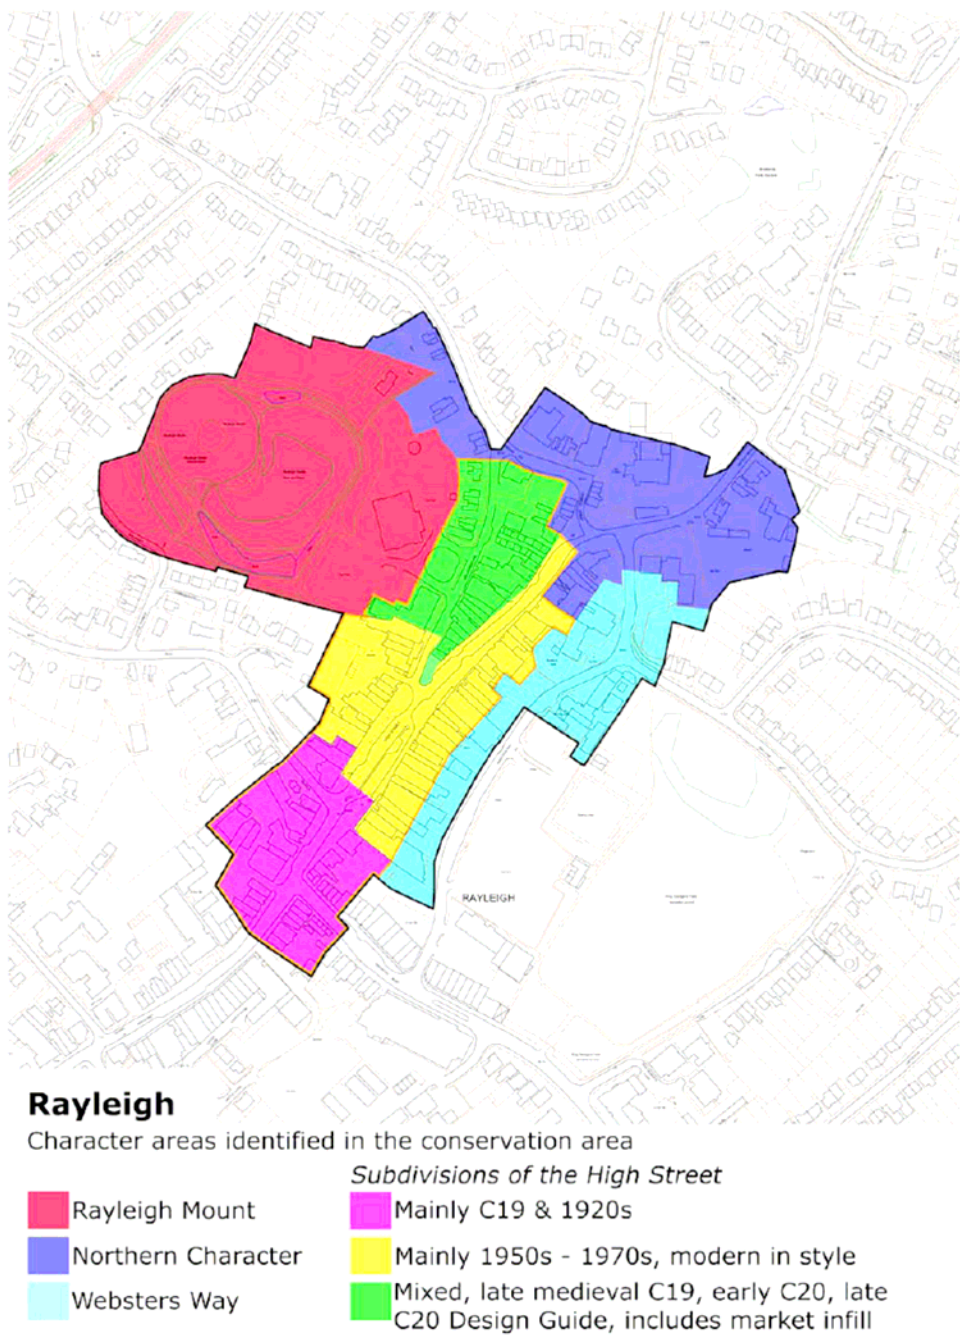 RAYLEIGH
Rayleigh
Character areas identified in the conservation area
Subdivisions of the High Street
Rayleigh Mount
Mainly C19 & 1920s
Northern Character
Mainly 1950s - 1970s, modern in style
Websters Way
Mixed, late medieval C19, early C20, late
C20 Design Guide, includes market infill